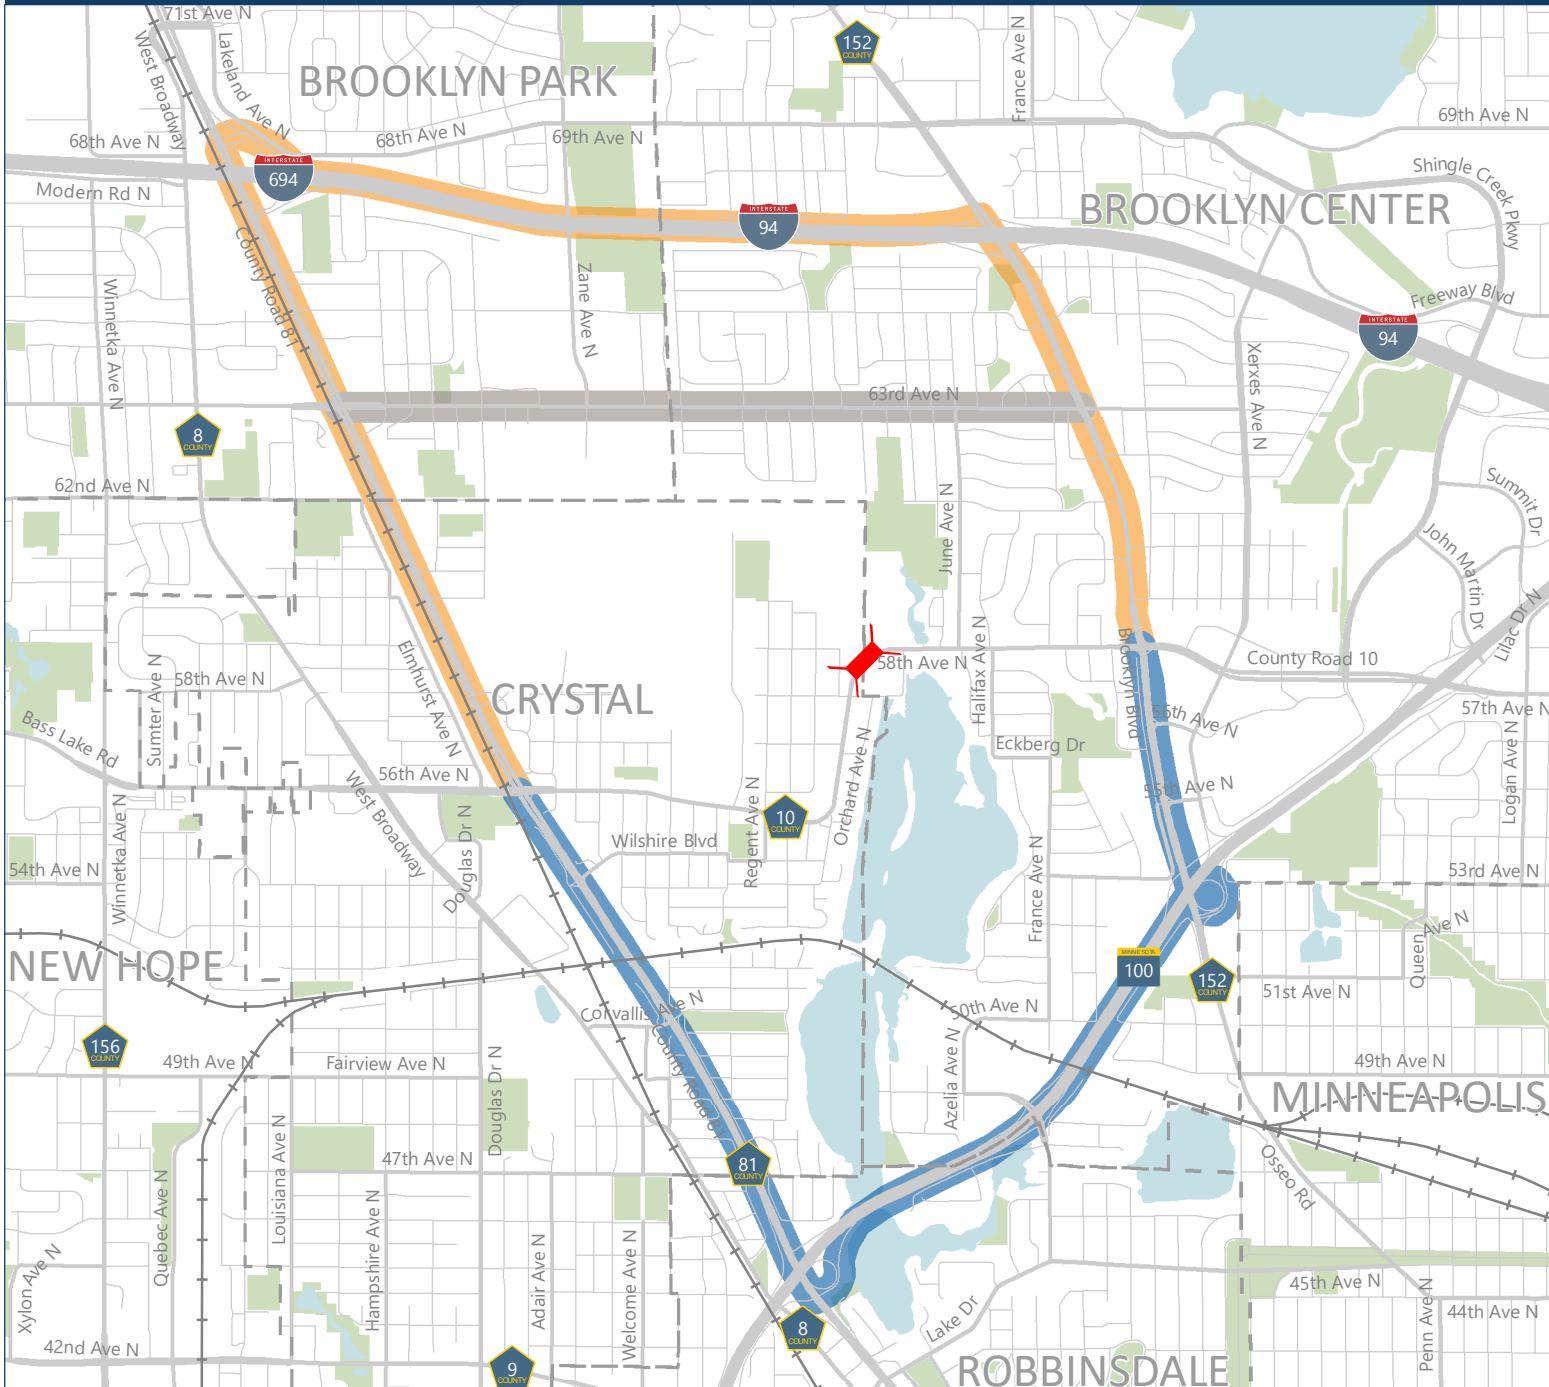 71st Ave N
152
COUNTY
France Ave N
West Broadway
Lakeland Ave N
BROOKLYN PARK
69th Ave N
68th Ave N
68th Ave N
69th Ave N
INTERSTATE
694
Modern Rd N
Shingle Creek Pkwy
BROOKLYN CENTER
INTERSTATE
94
County Road 81
Zane Ave N
Winnetka Ave N
Freeway Blvd
INTERSTATE
94
Xerxes Ave N
63rd Ave N
8
COUNTY
62nd Ave N
June Ave N
Summit Dr
John Martin Dr
Lilac Dr N
Brooklyn Blvd
Elmhurst Ave N
Sumter Ave N
58th Ave N
58th Ave N
County Road 10
Halifax Ave N
CRYSTAL
57th Ave N
56th Ave N
Bass Lake Rd
Eckberg Dr
Logan Ave N
56th Ave N
55th Ave N
West Broadway
Winnetka Ave N
Douglas Dr N
10
COUNTY
Regent Ave N
Orchard Ave N
Wilshire Blvd
54th Ave N
53rd Ave N
France Ave N
Queen Ave N
NEW HOPE
MINNESOTA
100
152
COUNTY
51st Ave N
50th Ave N
Corvallis Ave N
156
COUNTY
49th Ave N
Fairview Ave N
County Road 81
49th Ave N
Azelia Ave N
Douglas Dr N
MINNEAPOLIS
Louisiana Ave N
47th Ave N
81
COUNTY
Osseo Rd
Quebec Ave N
Hampshire Ave N
Xylon Ave N
Adair Ave N
Welcome Ave N
45th Ave N
Lake Dr
44th Ave N
Penn Ave N
42nd Ave N
8
COUNTY
9
COUNTY
ROBBINSDALE